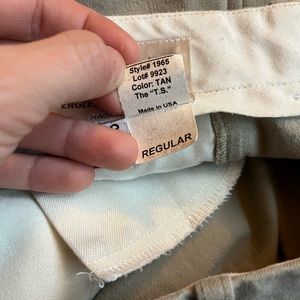 Style# 1965
Lot# 9923
Color: TAN
The "T.S."
Made in USA
REGULAR